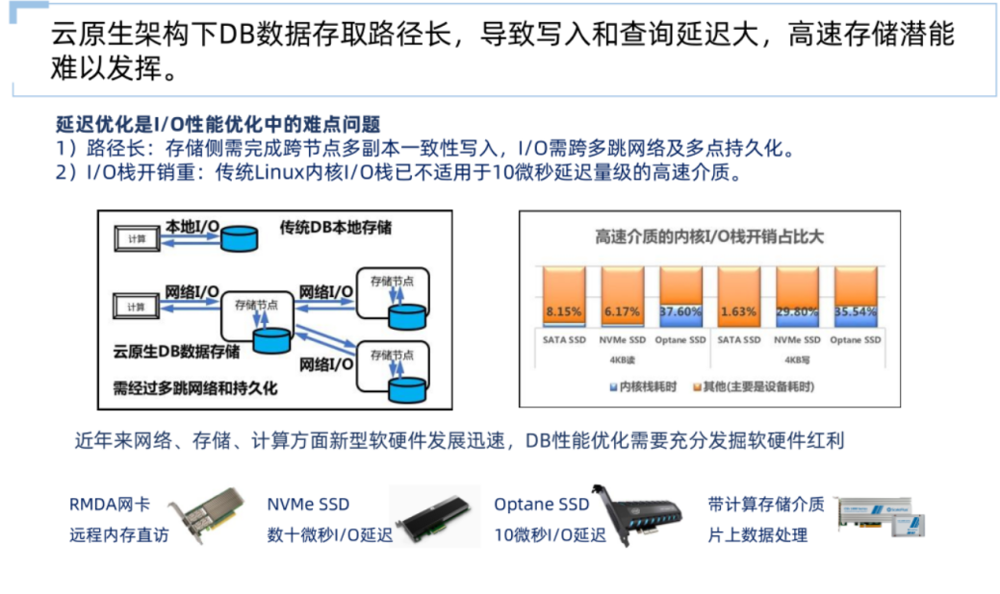 云原生架构下DB数据存取路径长，导致写入和查询延迟大，高速存储潜能
难以发挥。
延迟优化是I/O性能优化中的难点问题
1）路径长：存储侧需完成跨节点多副本一致性写入，I/O需跨多跳网络及多点持久化。
2）I/O栈开销重：传统Linux内核I/O栈已不适用于10微秒延迟量级的高速介质。
计算
本地I/O
传统DB本地存储
计算
网络I/O
存储节点
网络I/O
存储节点
云原生DB数据存储
网络I/O
存储节点
需经过多跳网络和持久化
高速介质的内核I/O栈开销占比大
8.15% 6.17% 37.60% 1.63% 29.80% 35.54%
SATA SSD NVMe SSD Optane SSD SATA SSD NVMe SSD Optane SSD
4KB读 4KB写
内核栈耗时 其他(主要是设备耗时)
近年来网络、存储、计算方面新型软硬件发展迅速，DB性能优化需要充分发掘软硬件红利
RMDA网卡
远程内存直访
NVMe SSD
数十微秒I/O延迟
Optane SSD
10微秒I/O延迟
带计算存储介质
片上数据处理